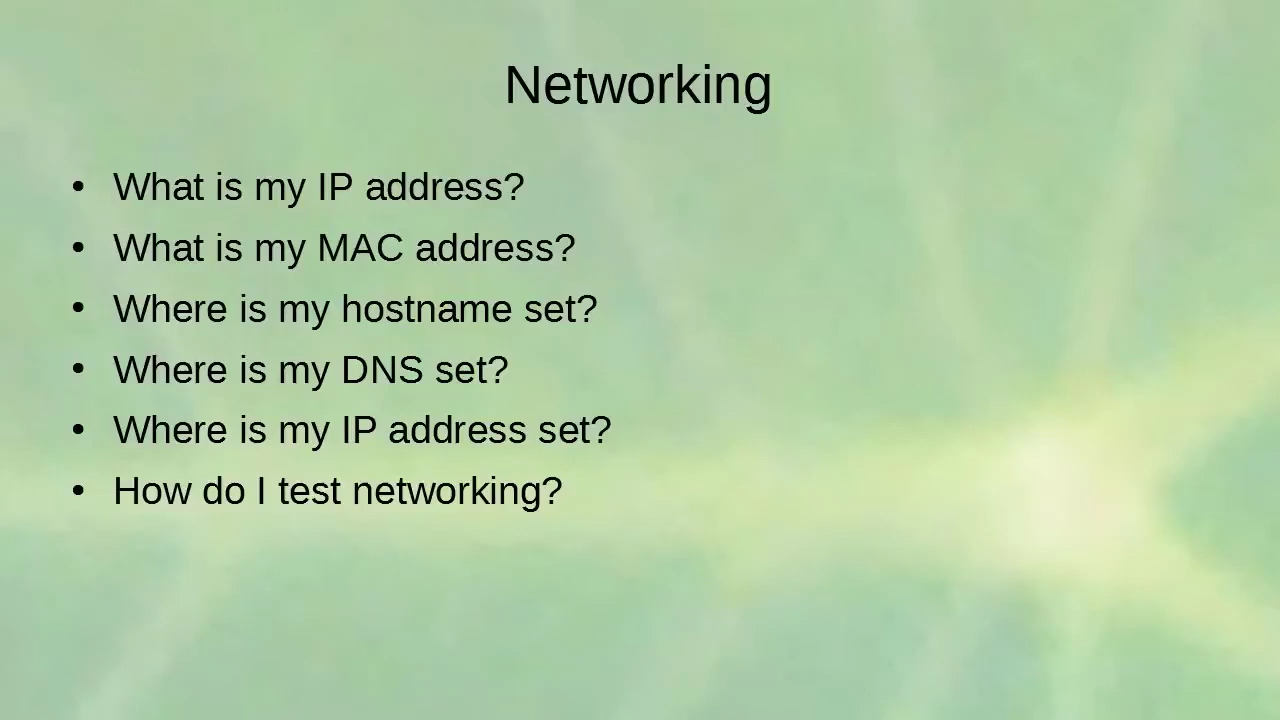 Networking
• What is my IP address?
• What is my MAC address?
• Where is my hostname set?
• Where is my DNS set?
• Where is my IP address set?
• How do I test networking?